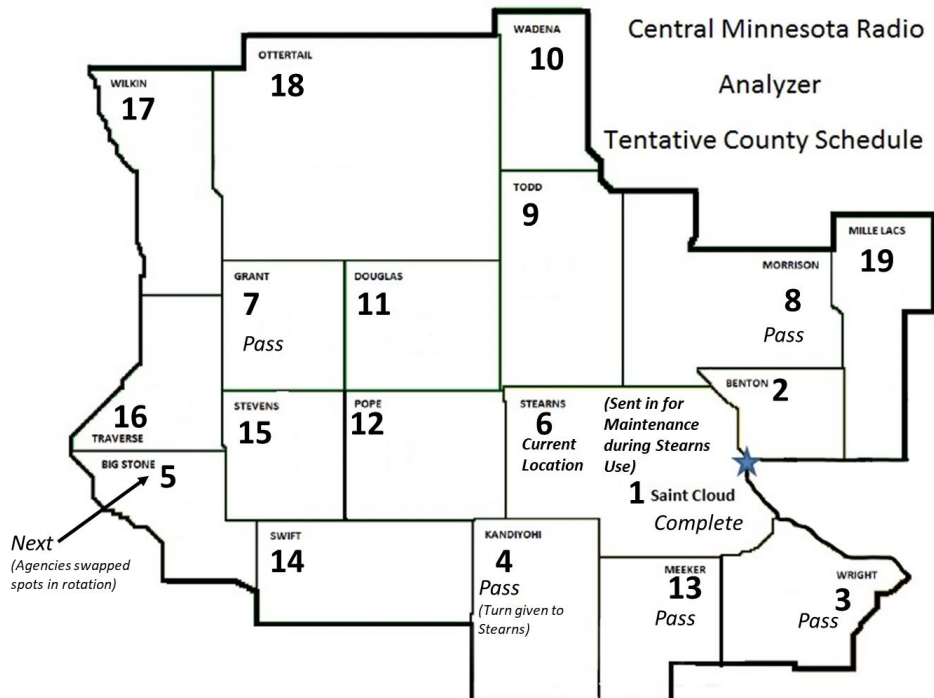 Central Minnesota Radio
Analyzer
Tentative County Schedule
WADENA
10
OTTERTAIL
18
WILKIN
17
TODD
9
MILLE LACS
19
MORRISON
8
Pass
GRANT
7
Pass
DOUGLAS
11
BENTON 2
16
TRAVERSE
STEVENS
15
POPE
12
STEARNS
6
Current
Location
(Sent in for
Maintenance
during Stearns
Use)
1 Saint Cloud
Complete
BIG STONE 5
Next
(Agencies swapped
spots in rotation)
SWIFT
14
KANDIYOHI
4
Pass
(Turn given to
Stearns)
MEEKER
13
Pass
WRIGHT
3
Pass